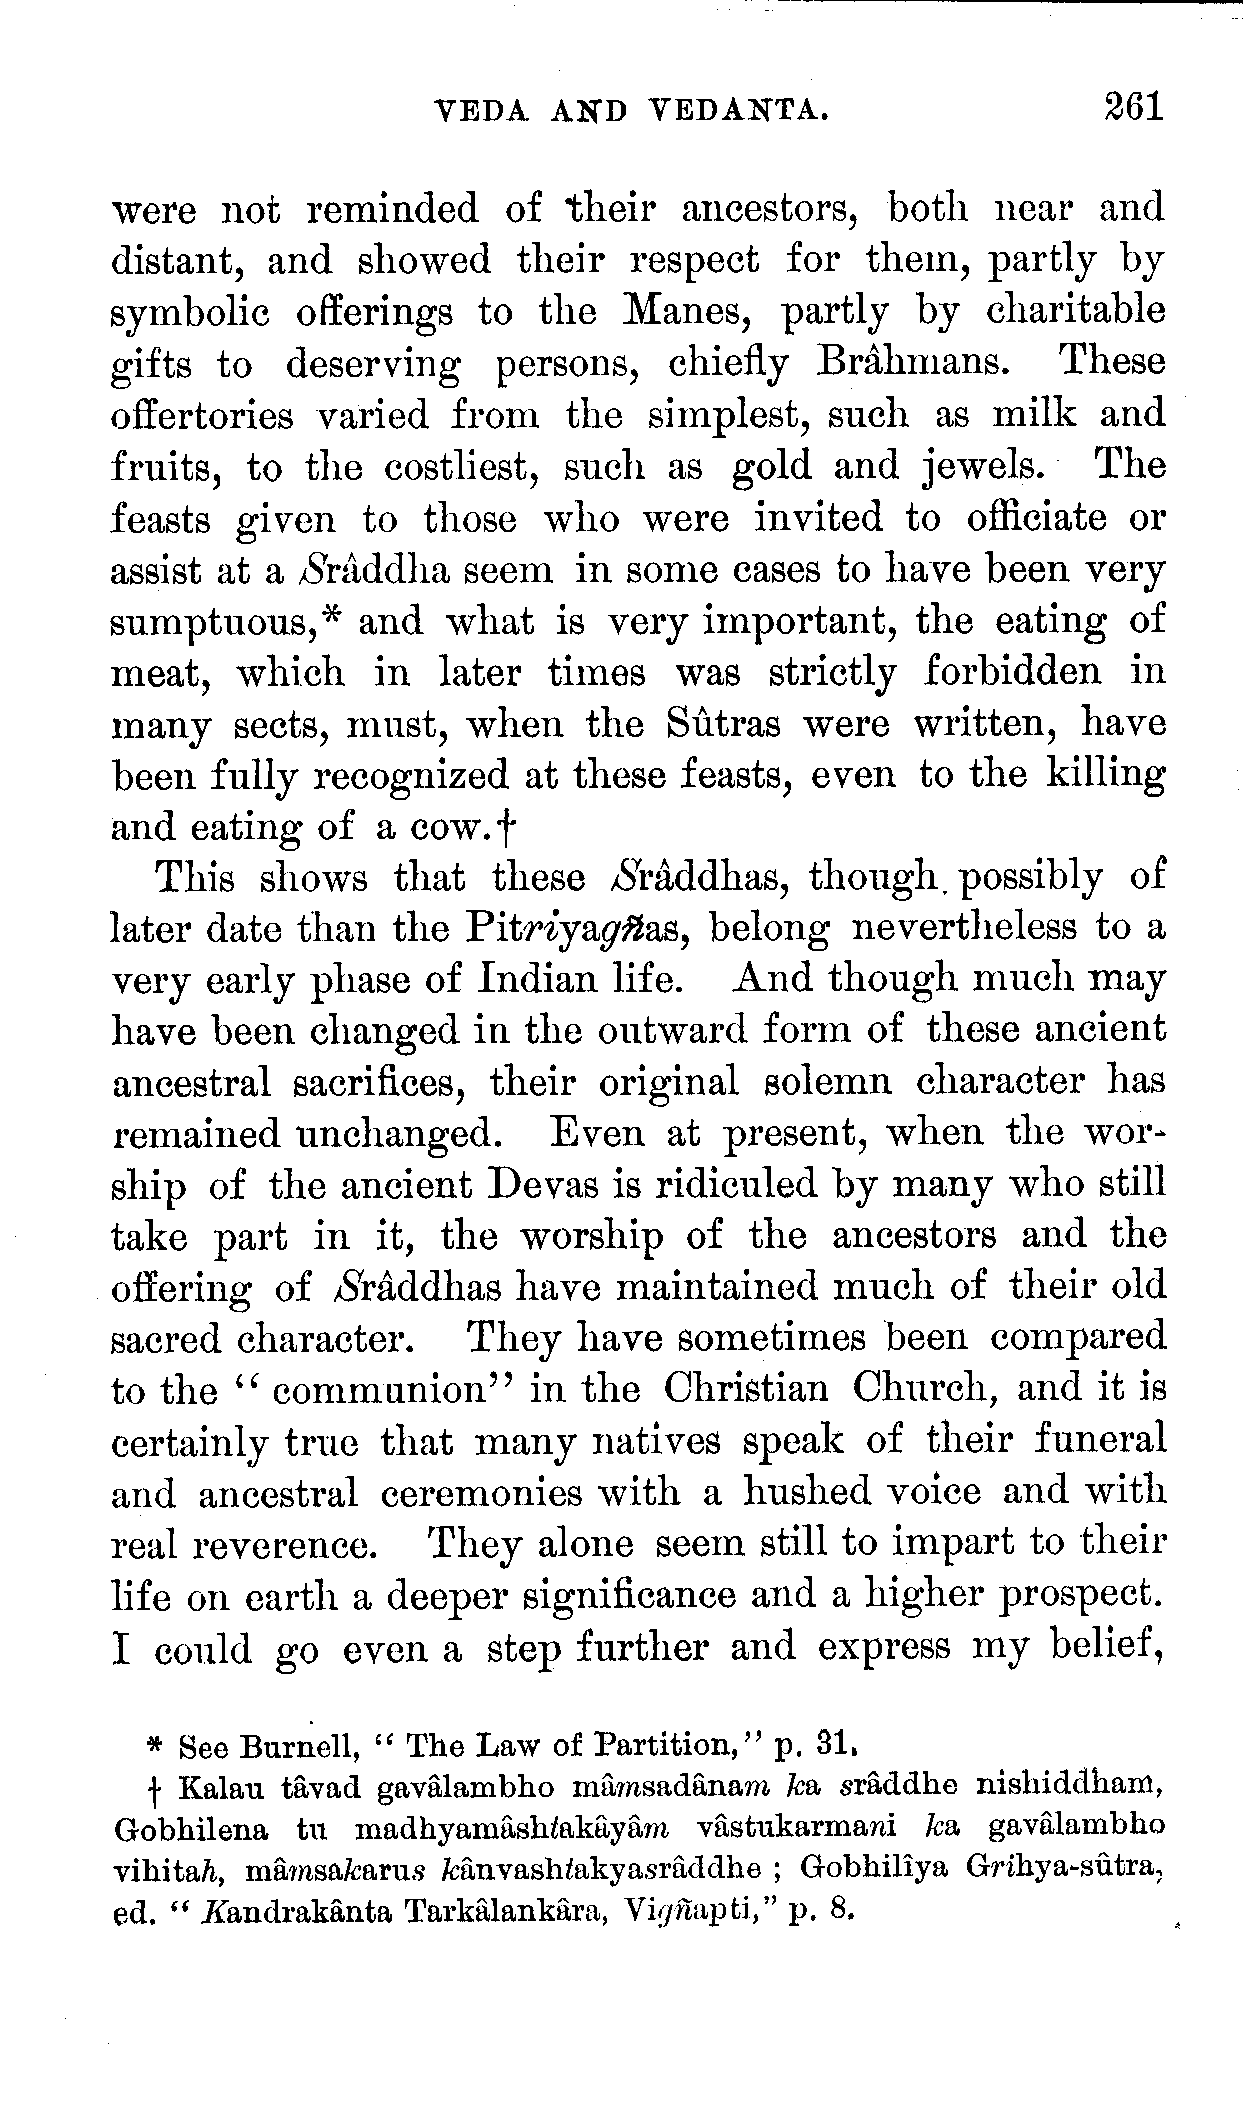 VEDA AND VEDANTA. 261
were not reminded of their ancestors, both near and
distant, and showed their respect for them, partly by
symbolic offerings to the Manes, partly by charitable
gifts to deserving persons, chiefly Brâhmans. These
offertories varied from the simplest, such as milk and
fruits, to the costliest, such as gold and jewels. The
feasts given to those who were invited to officiate or
assist at a Srâddha seem in some cases to have been very
sumptuous,* and what is very important, the eating of
meat, which in later times was strictly forbidden in
many sects, must, when the Sûtras were written, have
been fully recognized at these feasts, even to the killing
and eating of a cow.†
This shows that these Srâddhas, though possibly of
later date than the Pitriyagñas, belong nevertheless to a
very early phase of Indian life. And though much may
have been changed in the outward form of these ancient
ancestral sacrifices, their original solemn character has
remained unchanged. Even at present, when the wor-
ship of the ancient Devas is ridiculed by many who still
take part in it, the worship of the ancestors and the
offering of Srâddhas have maintained much of their old
sacred character. They have sometimes been compared
to the “ communion” in the Christian Church, and it is
certainly true that many natives speak of their funeral
and ancestral ceremonies with a hushed voice and with
real reverence. They alone seem still to impart to their
life on earth a deeper significance and a higher prospect.
I could go even a step further and express my belief,
* See Burnell, “ The Law of Partition,” p. 31.
† Kalau tâvad gavâlambho mâmsadânam ka srâddhe nishiddham,
Gobhilena tu madhyamâshtakâyâm vâstukarmani ka gavâlambho
vihitah, mâmsakarus kânvashtakyasrâddhe ; Gobhilîya Grihya-sûtra,
ed. “ Kandrakânta Tarkâlankâra, Vigñapti,” p. 8.